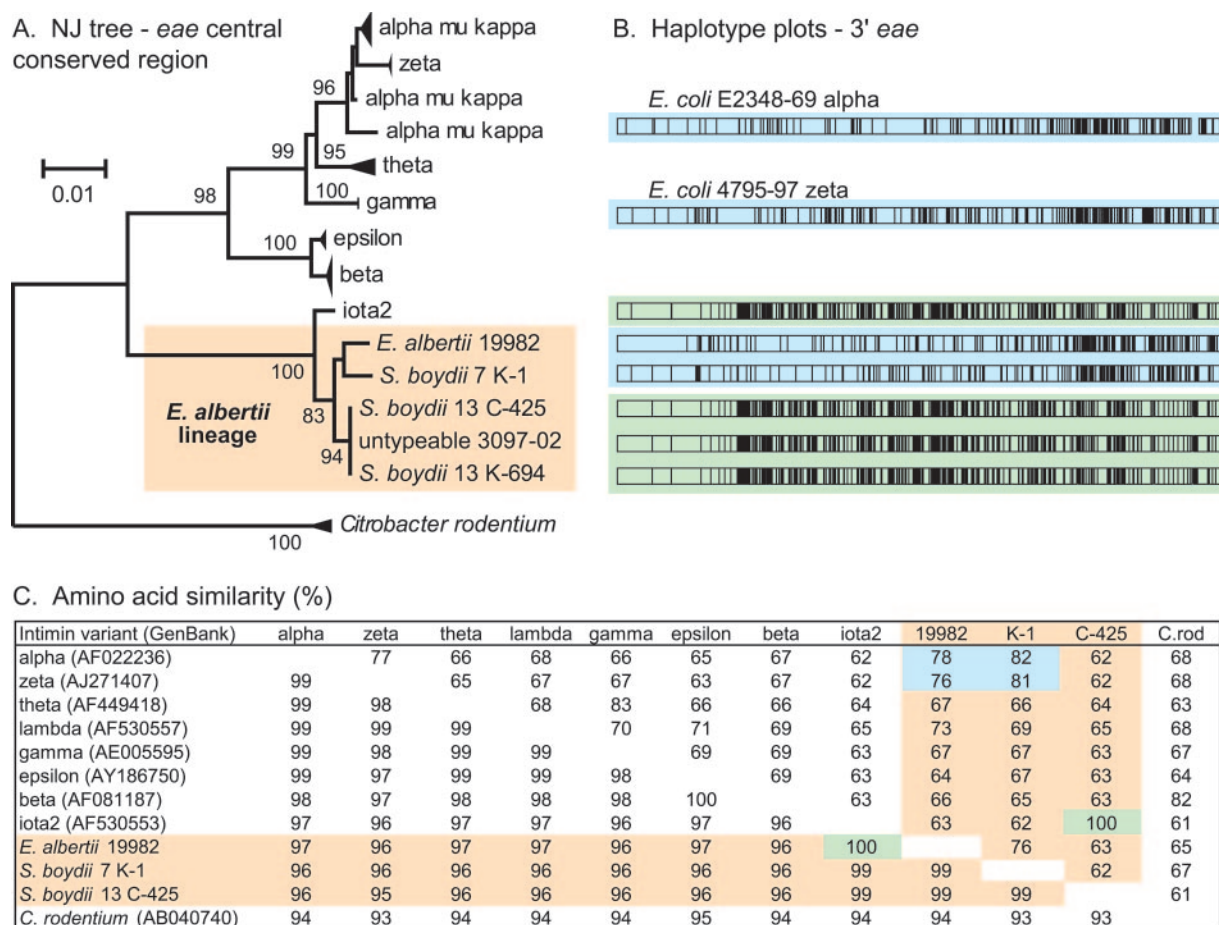 A. NJ tree - eae central
conserved region
alpha mu kappa
zeta
96
alpha mu kappa
alpha mu kappa
99
95
theta
0.01
98
100
gamma
100
epsilon
beta
iota2
100
E. albertii 19982
S. boydii 7 K-1
83
S. boydii 13 C-425
E. albertii
lineage
untypeable 3097-02
94
S. boydii 13 K-694
Citrobacter rodentium
100
B. Haplotype plots - 3' eae
E. coli E2348-69 alpha
E. coli 4795-97 zeta
C. Amino acid similarity (%)
Intimin variant (GenBank) alpha zeta theta lambda gamma epsilon beta iota2 19982 K-1 C-425 C.rod
alpha (AF022236) 77 66 68 66 65 67 62 78 82 62 68
zeta (AJ271407) 99 65 67 67 63 67 62 76 81 62 68
theta (AF449418) 99 98 68 83 66 66 64 67 66 64 63
lambda (AF530557) 99 99 99 70 71 69 65 73 69 65 68
gamma (AE005595) 99 98 99 99 69 69 63 67 67 63 67
epsilon (AY186750) 99 97 99 99 98 69 63 64 67 63 64
beta (AF081187) 98 97 98 98 98 100 63 66 65 63 82
iota2 (AF530553) 97 96 97 97 96 97 96 63 62 100 61
E. albertii 19982 97 96 97 97 96 97 96 100 76 63 65
S. boydii 7 K-1 96 96 96 96 96 96 96 99 99 62 67
S. boydii 13 C-425 96 95 96 96 96 96 96 99 99 99 61
C. rodentium (AB040740) 94 93 94 94 94 95 94 94 94 93 93